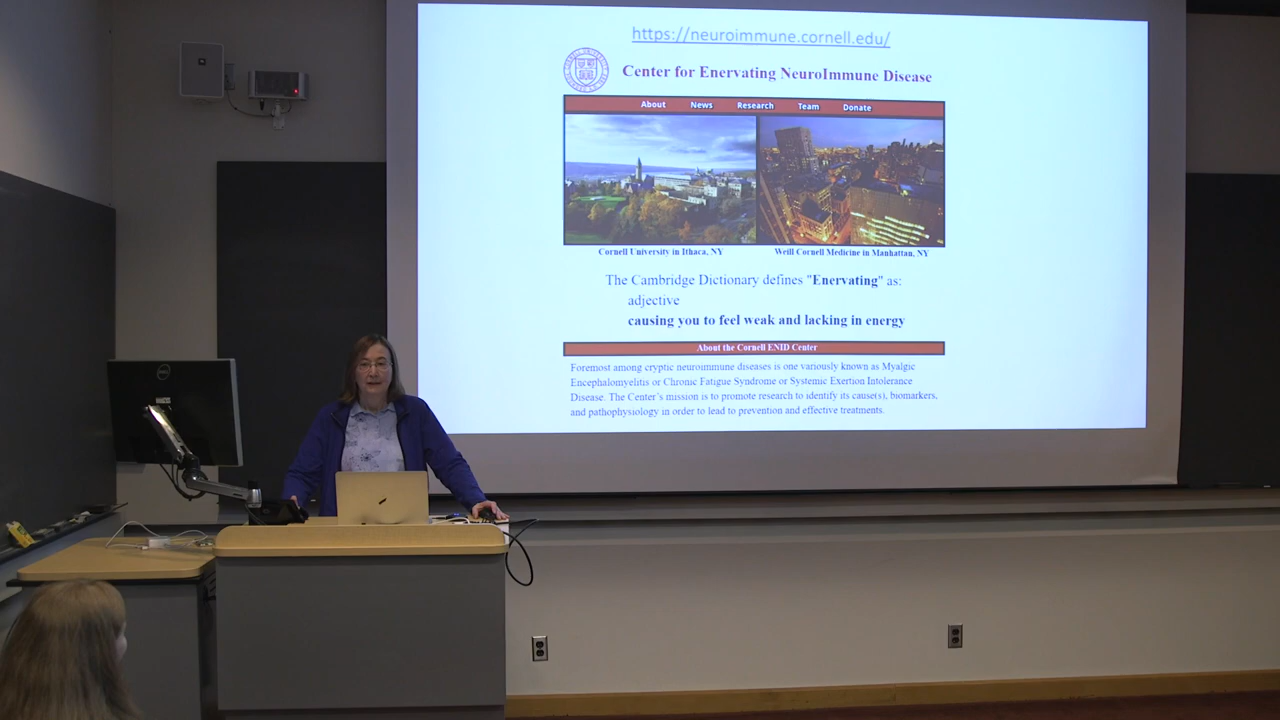 https://neuroimmune.cornell.edu/
Center for Enervating NeuroImmune Disease
About News Research Team Donate
Cornell University in Ithaca, NY
Weill Cornell Medicine in Manhattan, NY
The Cambridge Dictionary defines "Enervating" as:
adjective
causing you to feel weak and lacking in energy
About the Cornell ENID Center
Foremost among cryptic neuroimmune diseases is one variously known as Myalgic
Encephalomyelitis or Chronic Fatigue Syndrome or Systemic Exertion Intolerance
Disease. The Center's mission is to promote research to identify its cause(s), biomarkers,
and pathophysiology in order to lead to prevention and effective treatments.
DELL